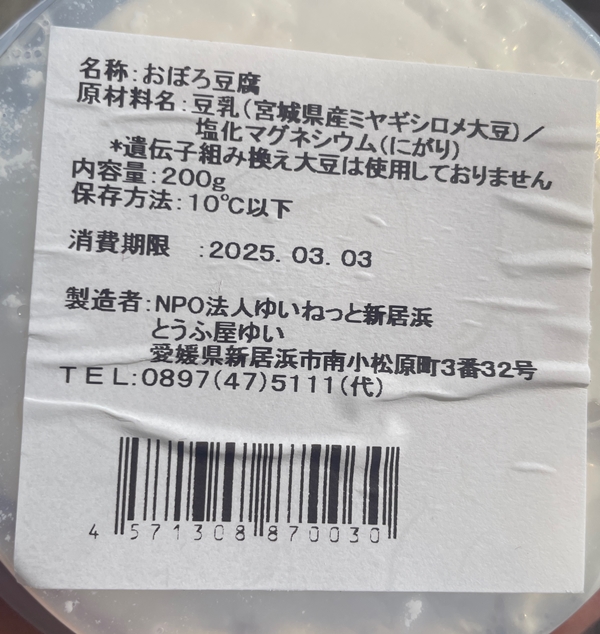 名称:おぼろ豆腐
原材料名:豆乳(宮城県産ミヤギシロメ大豆)/
塩化マグネシウム(にがり)
*遺伝子組み換え大豆は使用しておりません
内容量:200g
保存方法:10℃以下
消費期限 :2025. 03. 03
製造者:NPO法人ゆいねっと新居浜
とうふ屋ゆい
愛媛県新居浜市南小松原町3番32号
TEL:0897(47)5111(代)
4 571308 870030